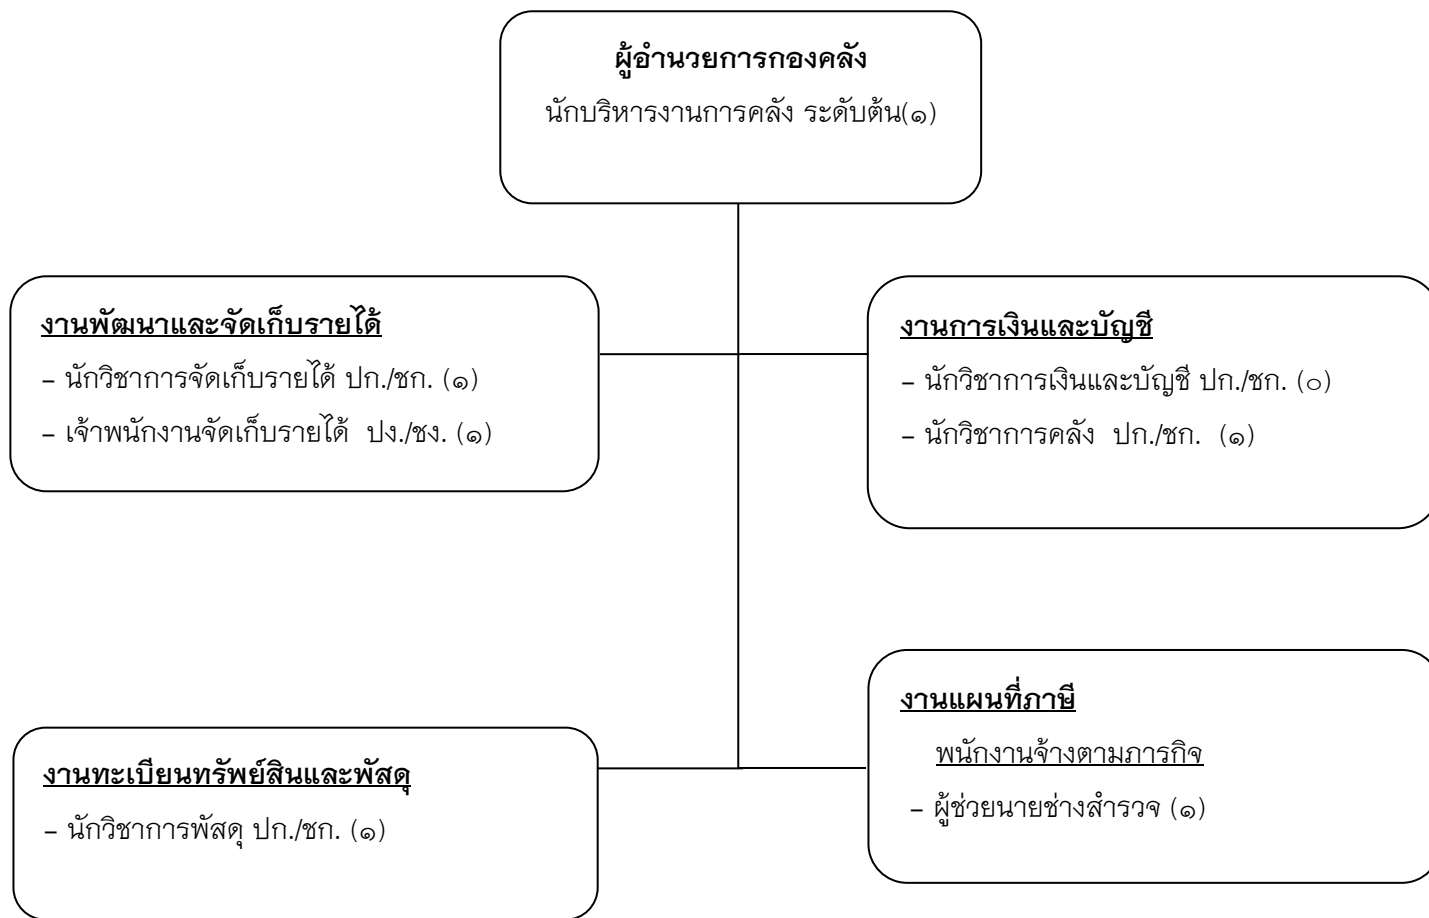 ผู้อำนวยการกองคลัง
นักบริหารงานการคลัง ระดับต้น(๑)
งานพัฒนาและจัดเก็บรายได้
- นักวิชาการจัดเก็บรายได้ ปก./ชก. (๑)
- เจ้าพนักงานจัดเก็บรายได้ ปง./ชง. (๑)
งานการเงินและบัญชี
- นักวิชาการเงินและบัญชี ปก./ชก. (๐)
- นักวิชาการคลัง ปก./ชก. (๑)
งานทะเบียนทรัพย์สินและพัสดุ
- นักวิชาการพัสดุ ปก./ชก. (๑)
งานแผนที่ภาษี
พนักงานจ้างตามภารกิจ
- ผู้ช่วยนายช่างสำรวจ (๑)